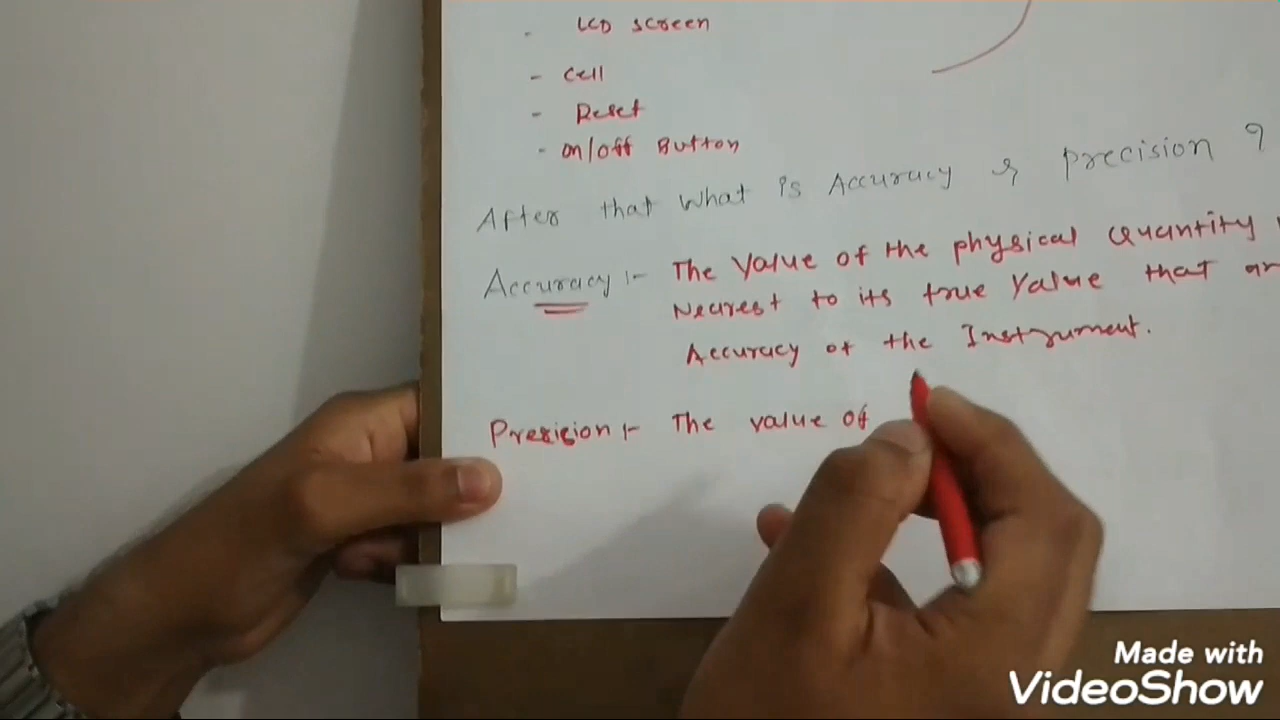 - LCD screen
- Cell
- Reset
- on/off Button
After that What is Accuracy & precision ?
Accuracy :- The Value of the physical Quantity
Nearest to its true Value that ar
Accuracy of the Instrument.
Precision :- The value of
Made with
VideoShow